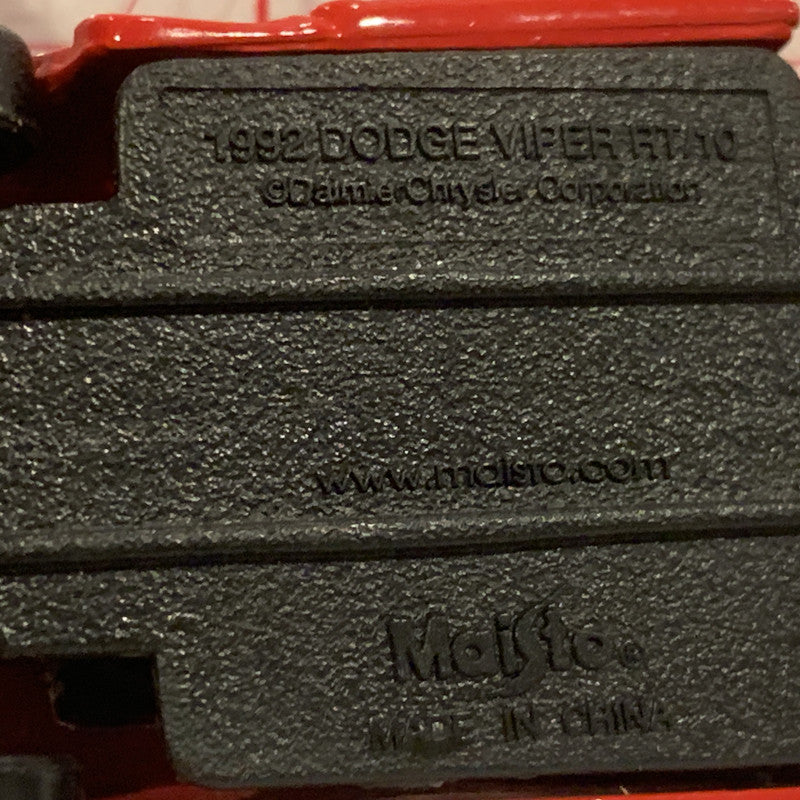 1992 DODGE VIPER RT/10
©DaimlerChrysler Corporation
www.maisto.com
Maisto®
MADE IN CHINA